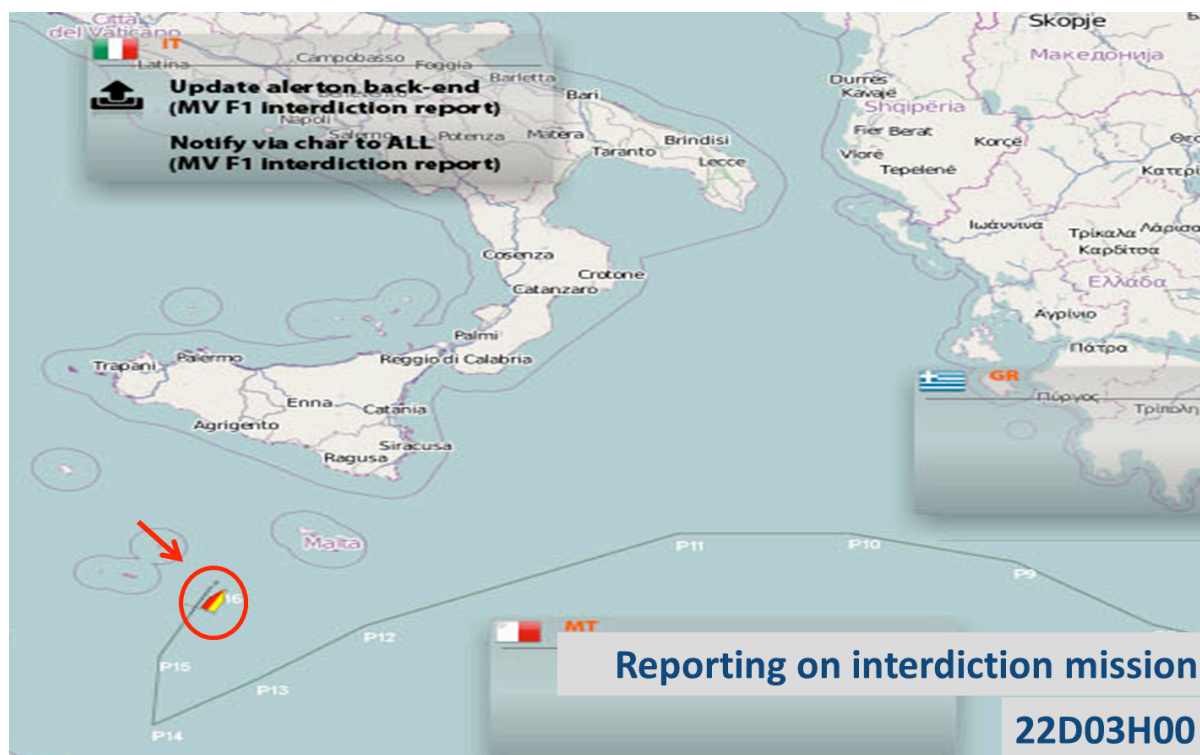 Città
del Vaticano
Skopje
IT
Latina
Campobasso
Foggia
Barletta
Македонија
Update alerton back-end
(MV F1 interdiction report)
Bari
Durrës
Kavajë
Shqipëria
Napoli
Salerno
Potenza
Matera
Brindisi
Fier Berat
Korçë
Notify via char to ALL
Taranto
Lecce
Vlorë
(MV F1 interdiction report)
Tepelenë
Ιωάννινα
Τρίκαλα
Καρδίτσα
Cosenza
Crotone
Catanzaro
Ελλάδα
Αγρίνιο
Palmi
Πάτρα
Trapani
Palermo
Reggio di Calabria
GR
Πύργος
Enna
Catania
Agrigento
Siracusa
Ragusa
Malta
P11
P10
P9
16
P12
MT
P15
Reporting on interdiction mission
P13
P14
22D03H00